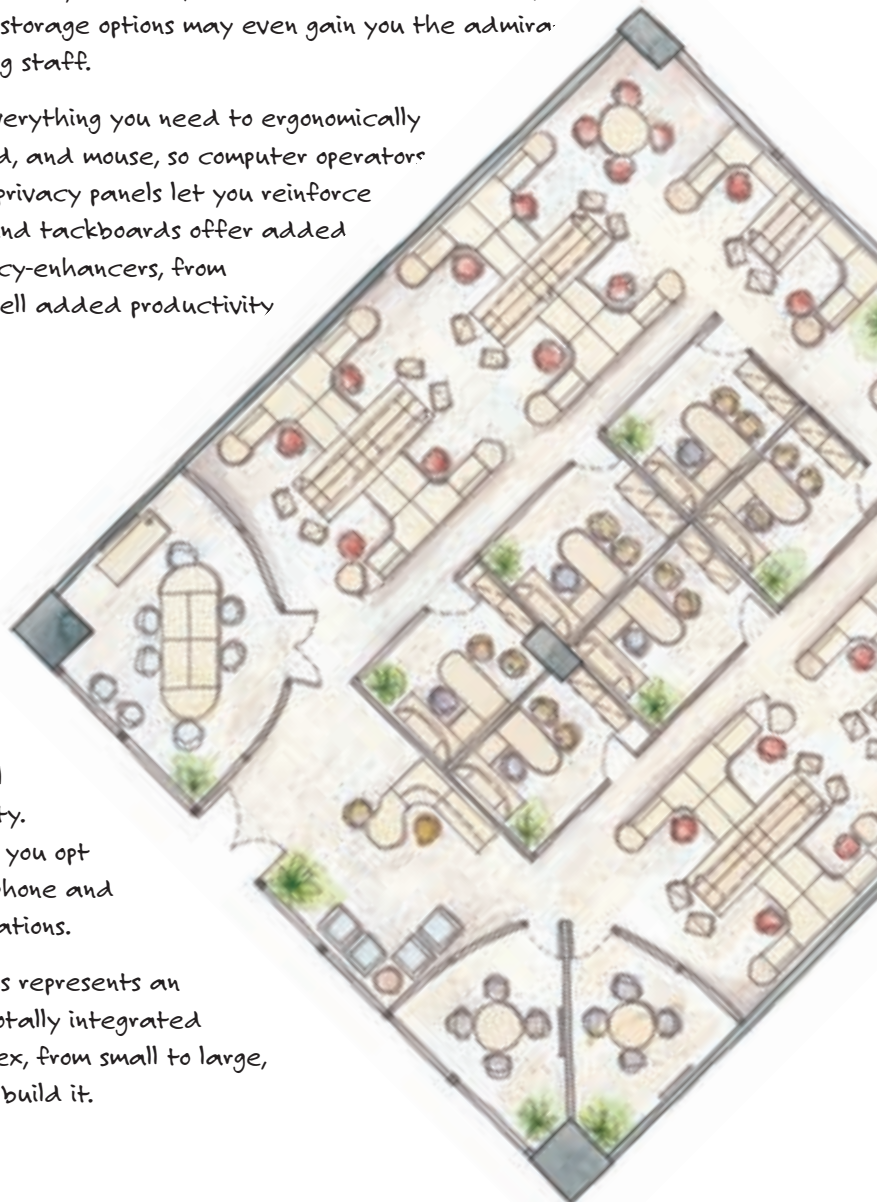 storage options may even gain you the admira
g staff.
verything you need to ergonomically
d, and mouse, so computer operators
privacy panels let you reinforce
nd tackboards offer added
cy-enhancers, from
ell added productivity
ty.
you opt
hone and
ations.
s represents an
otally integrated
ex, from small to large,
build it.